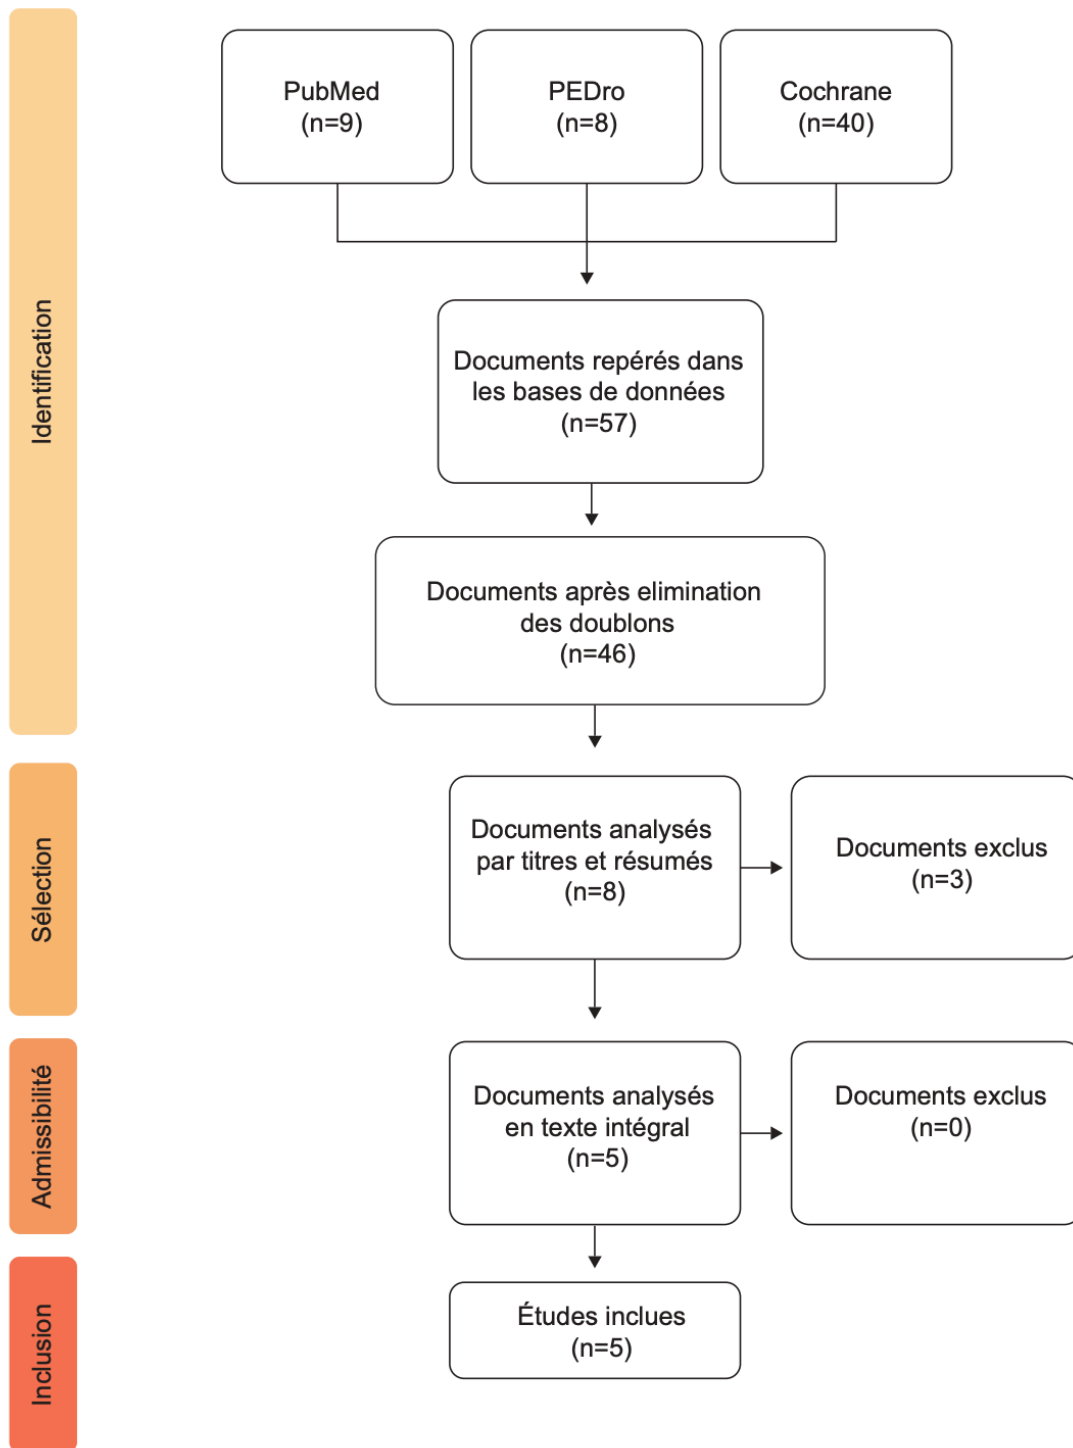 Identification
PubMed
(n=9)
PEDro
(n=8)
Cochrane
(n=40)
Documents repérés dans
les bases de données
(n=57)
Documents après elimination
des doublons
(n=46)
Sélection
Documents analysés
par titres et résumés
(n=8)
Documents exclus
(n=3)
Admissibilité
Documents analysés
en texte intégral
(n=5)
Documents exclus
(n=0)
Inclusion
Études inclues
(n=5)